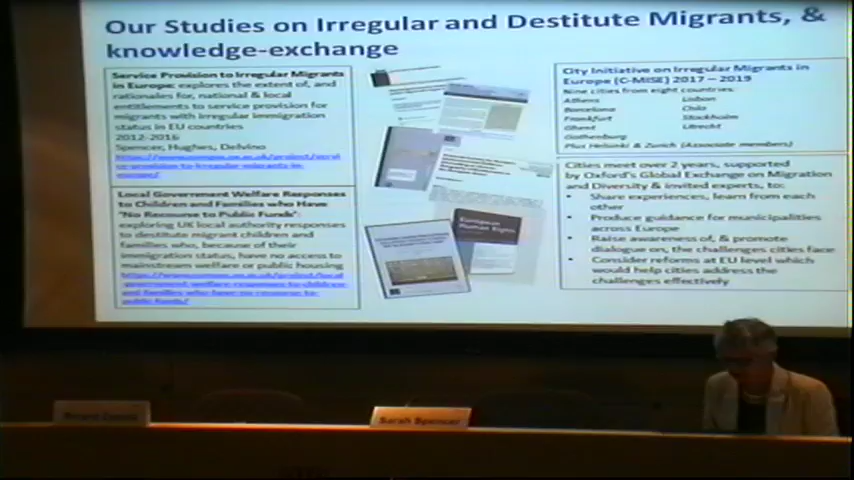 Our Studies on Irregular and Destitute Migrants, &
knowledge-exchange
Service Provision to Irregular Migrants
in Europe: explores the extent of, and
rationales for, national & local
entitlements to service provision for
migrants with irregular immigration
status in EU countries
2012-2016
Spencer, Hughes, Delvino
Local Government Welfare Responses
to Children and Families who Have
'No Recourse to Public Funds':
exploring UK local authority responses
to destitute migrant children and
families who, because of their
immigration status, have no access to
mainstream welfare or public housing
European
Human Rights
City Initiative on Irregular Migrants in
Europe (C-MISE) 2017 – 2019
Nine cities from eight countries:
Athens
Barcelona
Frankfurt
Ghent
Gothenburg
Lisbon
Oslo
Stockholm
Utrecht
Plus Helsinki & Zurich (Associate members)
Cities meet over 2 years, supported
by Oxford's Global Exchange on Migration
and Diversity & invited experts, to:
• Share experiences, learn from each
other
• Produce guidance for municipalities
across Europe
• Raise awareness of, & promote
dialogue on, the challenges cities face
• Consider reforms at EU level which
would help cities address the
challenges effectively
Sarah Spencer